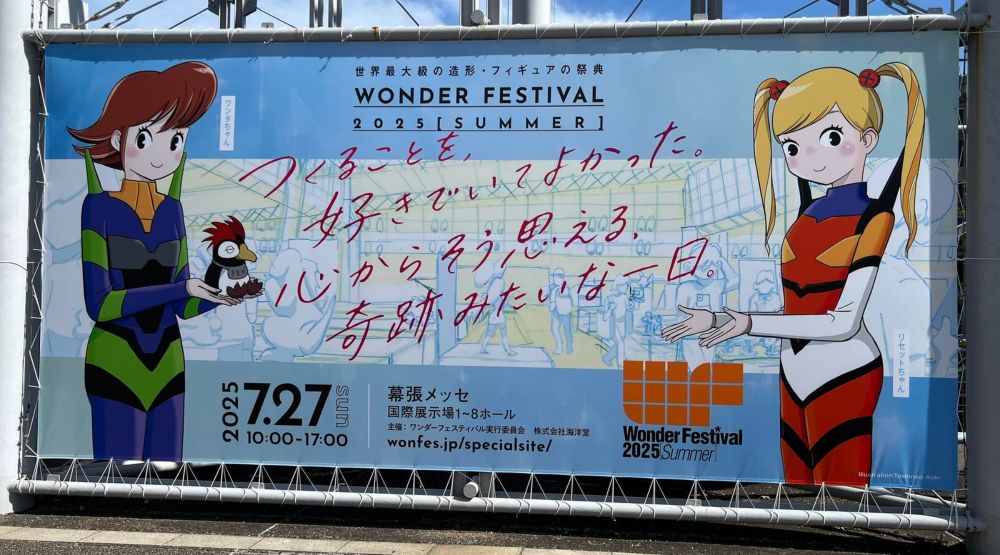 世界最大級の造形・フィギュアの祭典
WONDER FESTIVAL
2025[SUMMER]
ワンダちゃん
つくることを、
好きでいてよかった。
心からそう思える、
奇跡みたいな一日。
リセットちゃん
2025 7.27 sun
10:00-17:00
幕張メッセ
国際展示場1~8ホール
主催：ワンダーフェスティバル実行委員会 株式会社海洋堂
wonfes.jp/specialsite/
Wonder Festival
2025[Summer]
Illustration:Toshinao Aoki